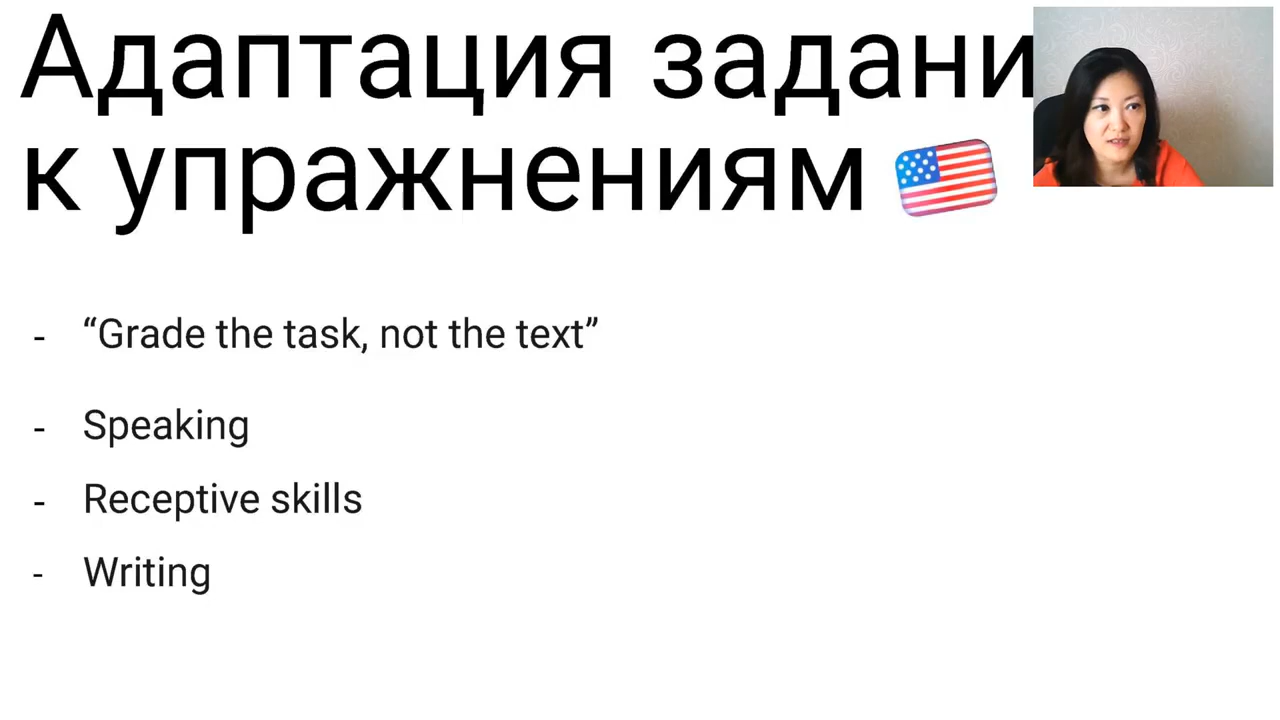 Адаптация задани
к упражнениям
- “Grade the task, not the text”
- Speaking
- Receptive skills
- Writing